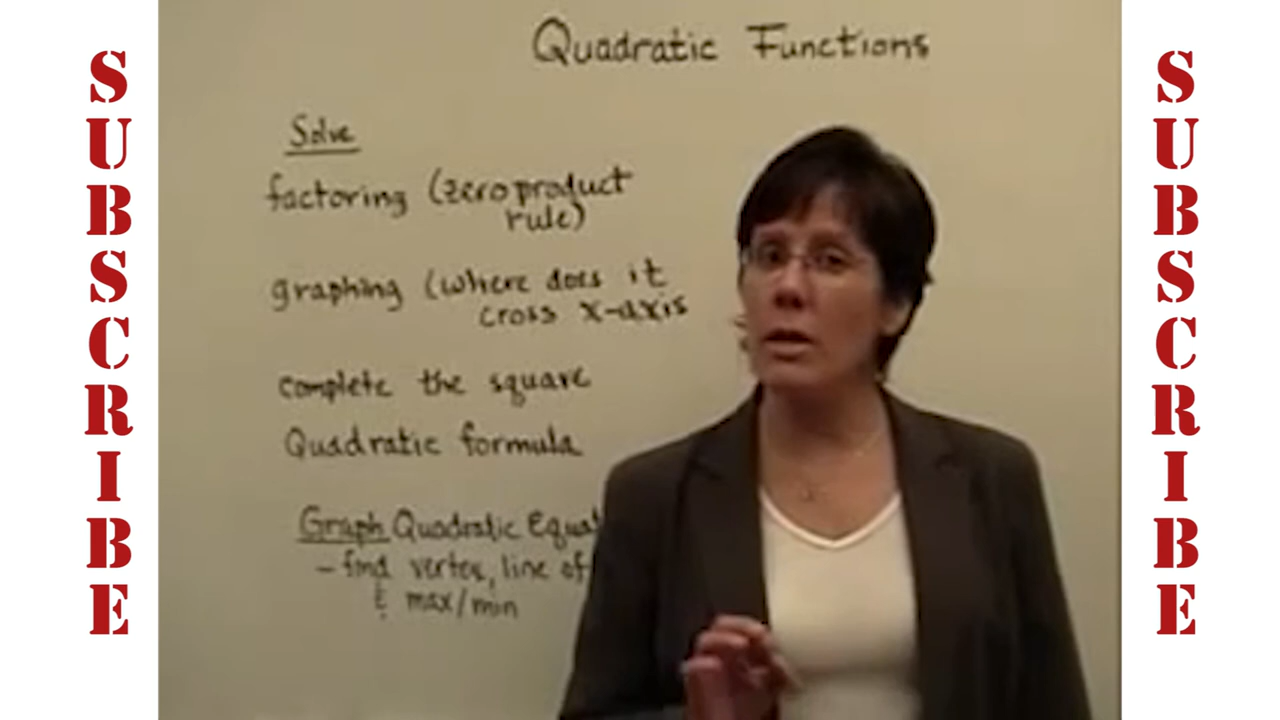 SUBSCRIBE
Quadratic Functions
Solve
factoring (zero product
rule)
graphing (where does it
cross x-axis
complete the square
Quadratic formula
Graph Quadratic Equat
- find vertex, line of
& max/min
SUBSCRIBE